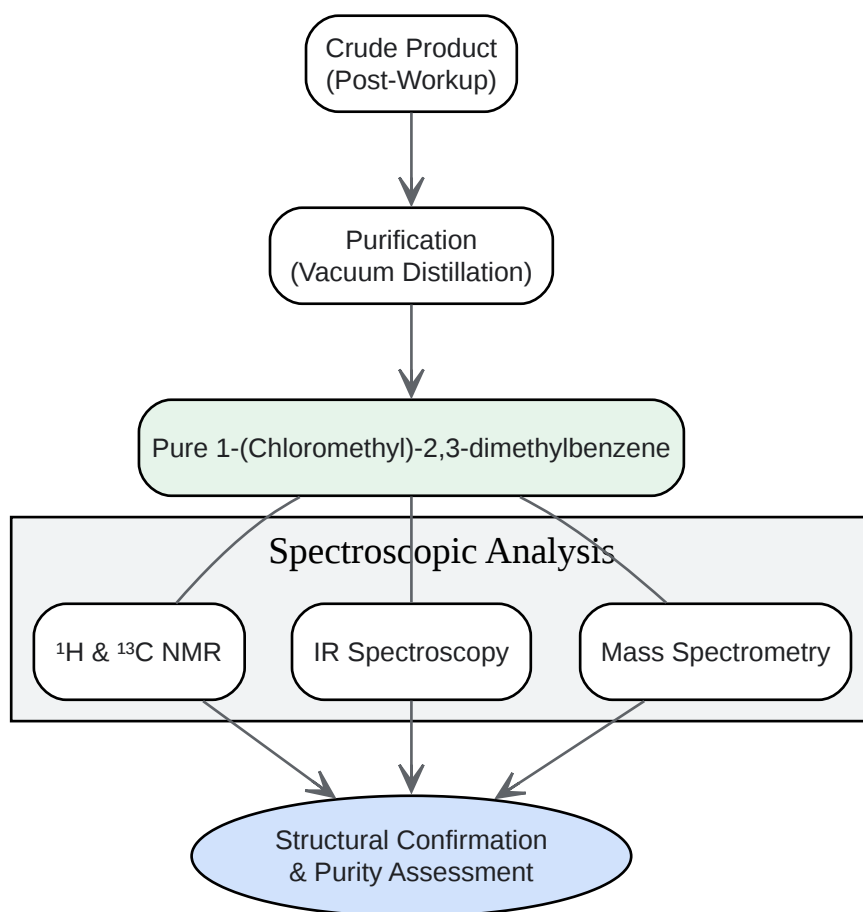 Crude Product
(Post-Workup)
Purification
(Vacuum Distillation)
Pure 1-(Chloromethyl)-2,3-dimethylbenzene
Spectroscopic Analysis
¹H & ¹³C NMR
IR Spectroscopy
Mass Spectrometry
Structural Confirmation
& Purity Assessment